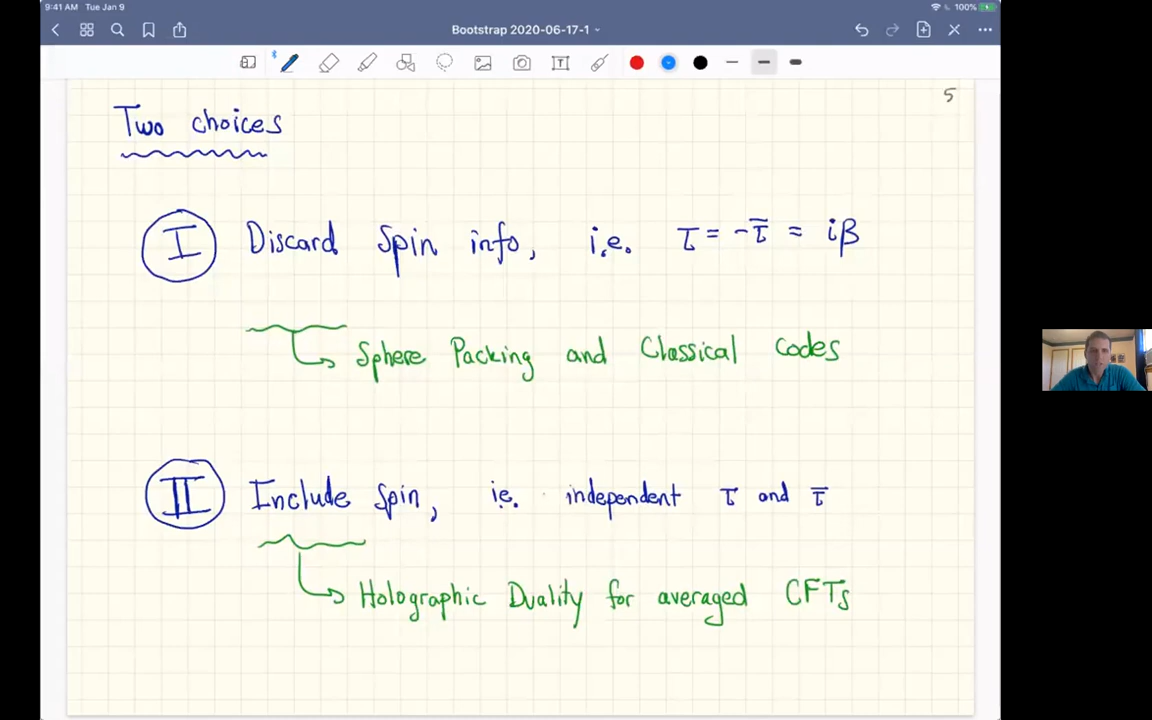 9:41 AM Tue Jan 9
100%
Bootstrap 2020-06-17-1
5
Two choices
I Discard Spin info, i.e. τ = -τ̅ = iβ
Sphere Packing and Classical codes
II Include Spin, ie. independent τ and τ̅
Holographic Duality for averaged CFTs